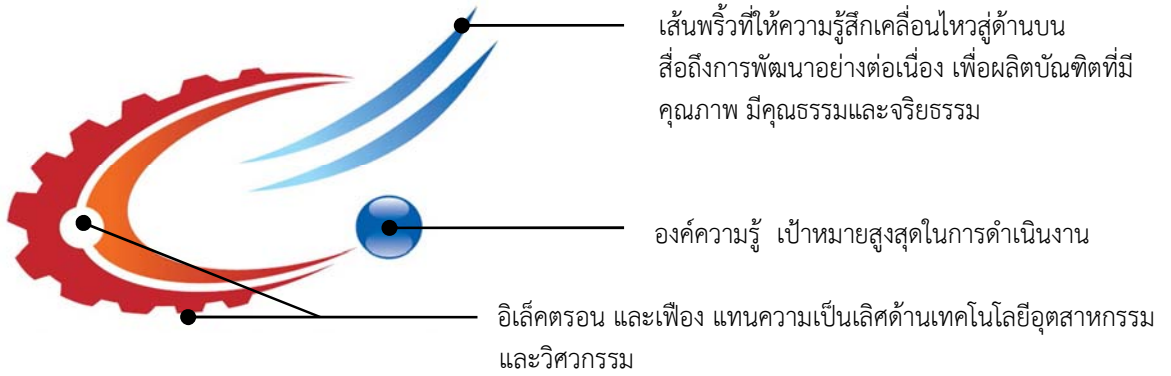 เส้นพริ้วที่ให้ความรู้สึกเคลื่อนไหวสู่ด้านบน
สื่อถึงการพัฒนาอย่างต่อเนื่อง เพื่อผลิตบัณฑิตที่มี
คุณภาพ มีคุณธรรมและจริยธรรม
องค์ความรู้ เป้าหมายสูงสุดในการดำเนินงาน
อิเล็คตรอน และเฟือง แทนความเป็นเลิศด้านเทคโนโลยีอุตสาหกรรม
และวิศวกรรม